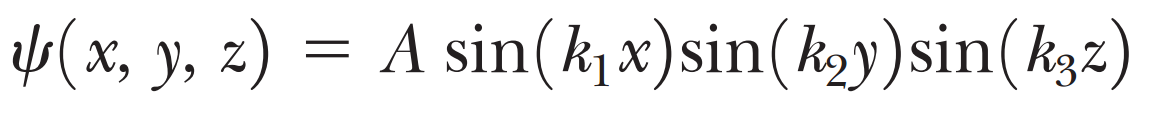 ψ(x, y, z) = A sin(k₁x)sin(k₂y)sin(k₃z)